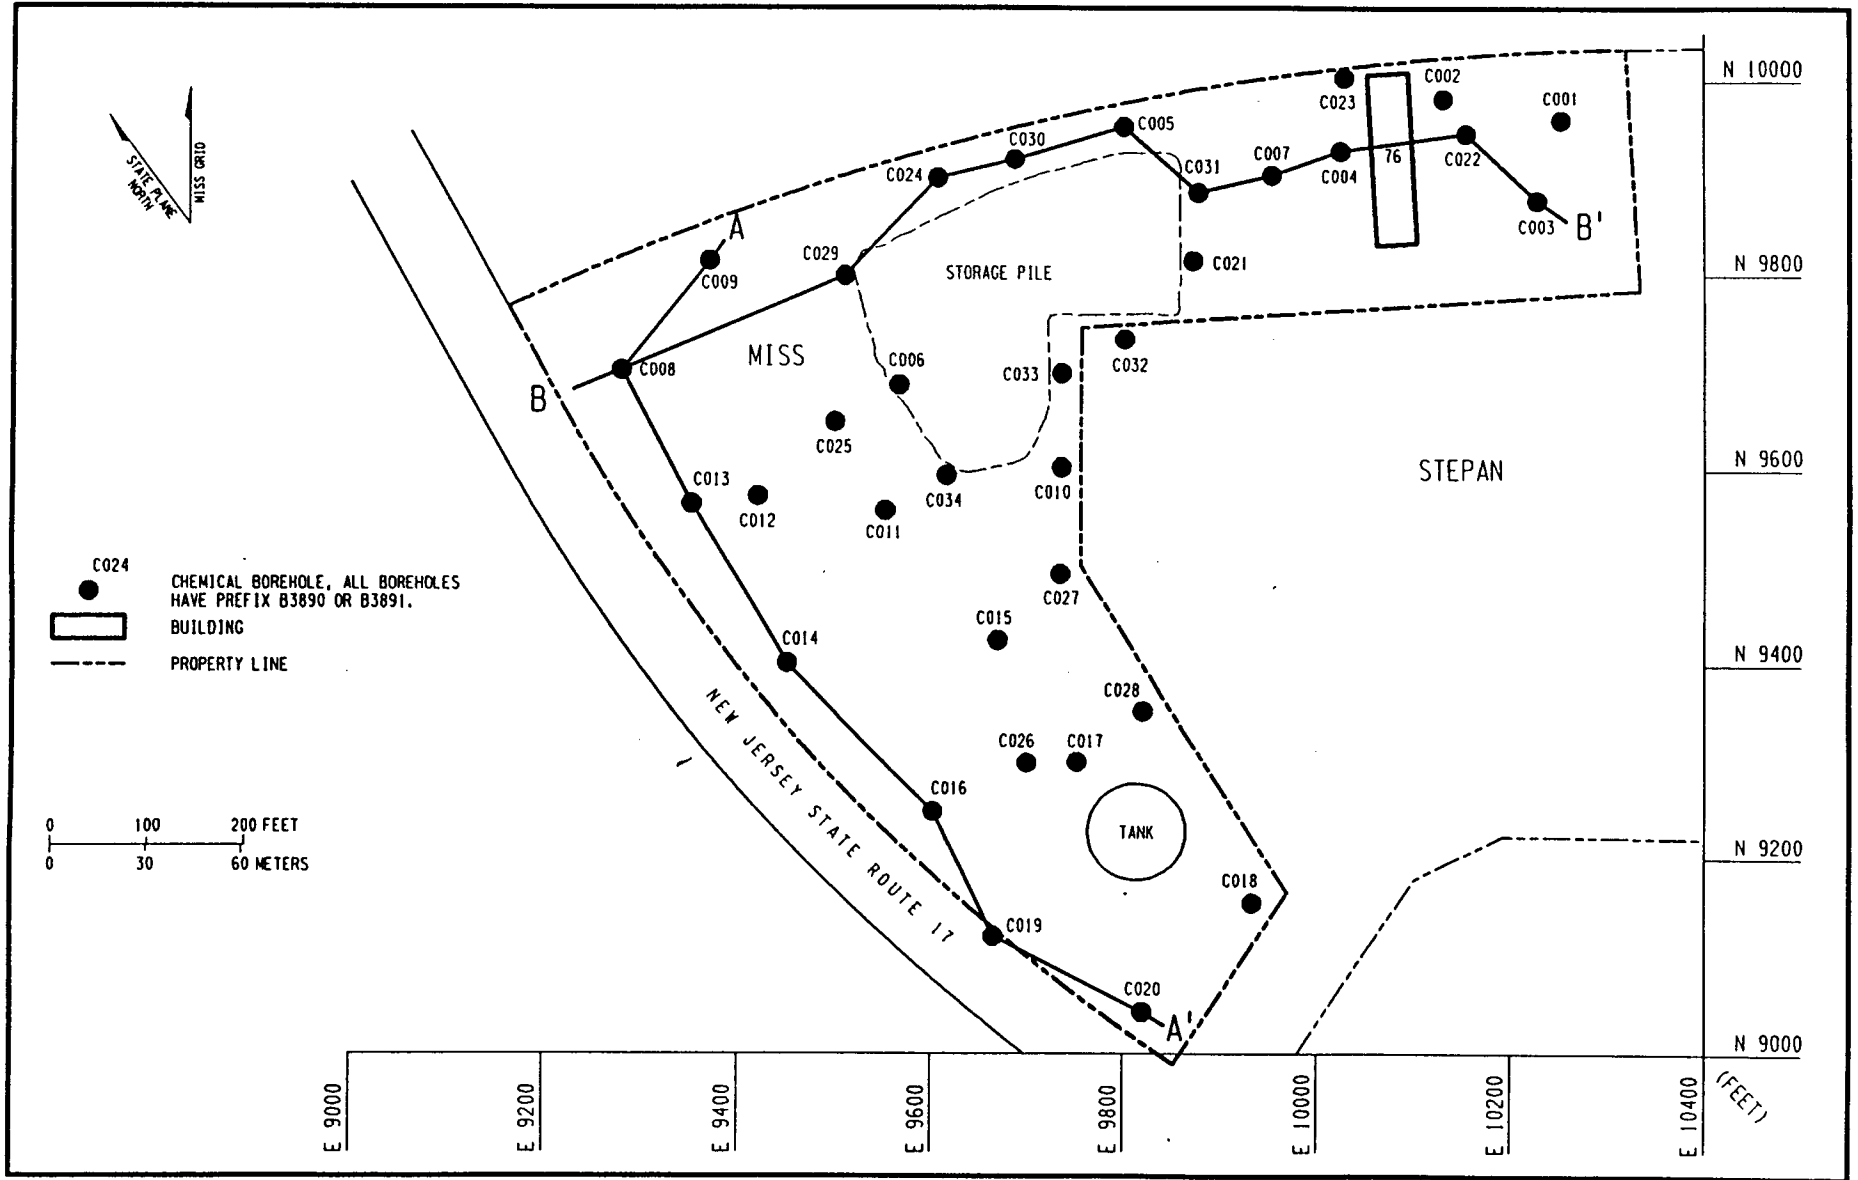 N 10000
C002
C023
C001
C005
C030
C022
C007
76
C004
C031
C024
STATE PLANE
NORTH
MISS GRID
A
C003
B'
C029
C009
C021
STORAGE PILE
N 9800
MISS
C032
C008
C006
C033
B
C025
STEPAN
N 9600
C013
C034
C010
C012
C011
C024
CHEMICAL BOREHOLE, ALL BOREHOLES
HAVE PREFIX B3890 OR B3891.
BUILDING
PROPERTY LINE
C027
C015
C014
N 9400
C028
NEW JERSEY STATE ROUTE 17
C026
C017
C016
0 100 200 FEET
0 30 60 METERS
TANK
N 9200
C018
C019
C020
A'
N 9000
E 9000
E 9200
E 9400
E 9600
E 9800
E 10000
E 10200
E 10400
(FEET)